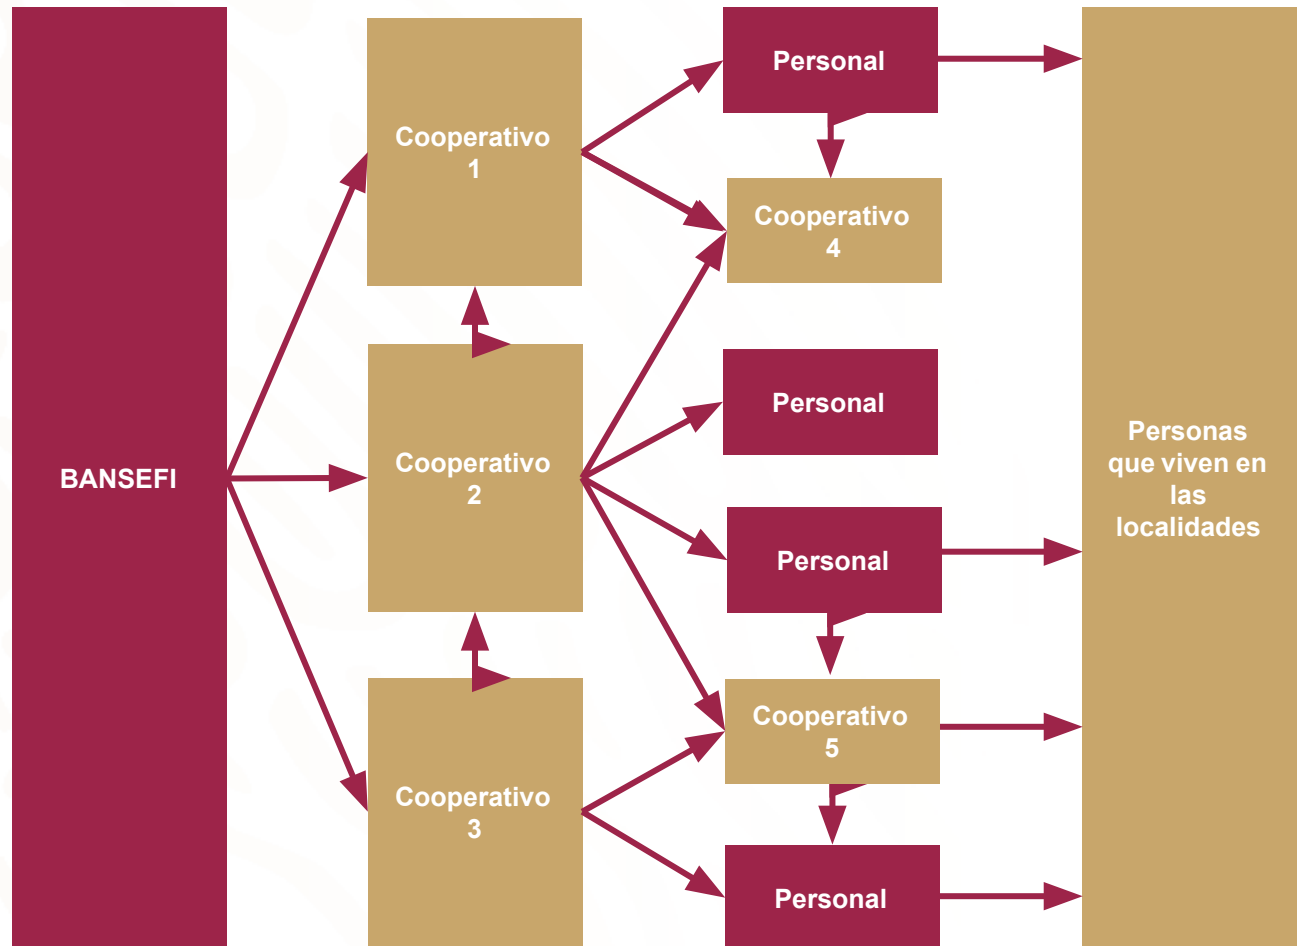 BANSEFI
Cooperativo
1
Cooperativo
2
Cooperativo
3
Personal
Cooperativo
4
Personal
Personal
Cooperativo
5
Personal
Personas
que viven en
las
localidades